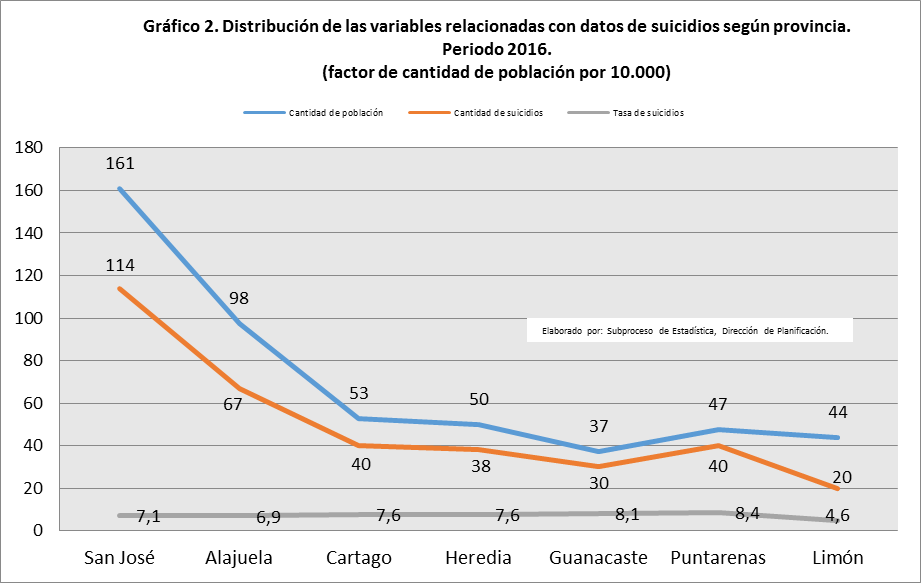 Gráfico 2. Distribución de las variables relacionadas con datos de suicidios según provincia.
Periodo 2016.
(factor de cantidad de población por 10.000)
Cantidad de población
Cantidad de suicidios
Tasa de suicidios
180
160
140
120
100
80
60
40
20
0
161
98
53
50
37
47
44
114
67
40
38
30
40
20
7,1
6,9
7,6
7,6
8,1
8,4
4,6
Elaborado por: Subproceso de Estadística, Dirección de Planificación.
San José
Alajuela
Cartago
Heredia
Guanacaste
Puntarenas
Limón